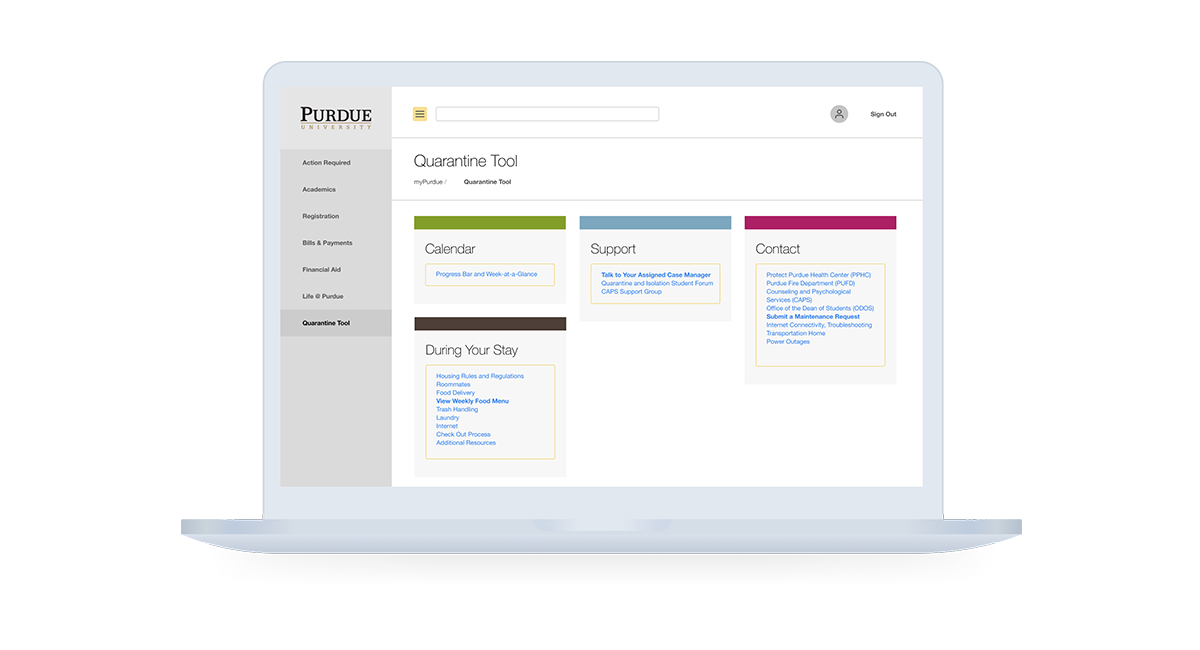 PURDUE
UNIVERSITY
Sign Out
Action Required
Academics
Registration
Bills & Payments
Financial Aid
Life @ Purdue
Quarantine Tool
Quarantine Tool
myPurdue / Quarantine Tool
Calendar
Progress Bar and Week-at-a-Glance
Support
Talk to Your Assigned Case Manager
Quarantine and Isolation Student Forum
CAPS Support Group
Contact
Protect Purdue Health Center (PPHC)
Purdue Fire Department (PUFD)
Counseling and Psychological
Services (CAPS)
Office of the Dean of Students (ODOS)
Submit a Maintenance Request
Internet Connectivity, Troubleshooting
Transportation Home
Power Outages
During Your Stay
Housing Rules and Regulations
Roommates
Food Delivery
View Weekly Food Menu
Trash Handling
Laundry
Internet
Check Out Process
Additional Resources